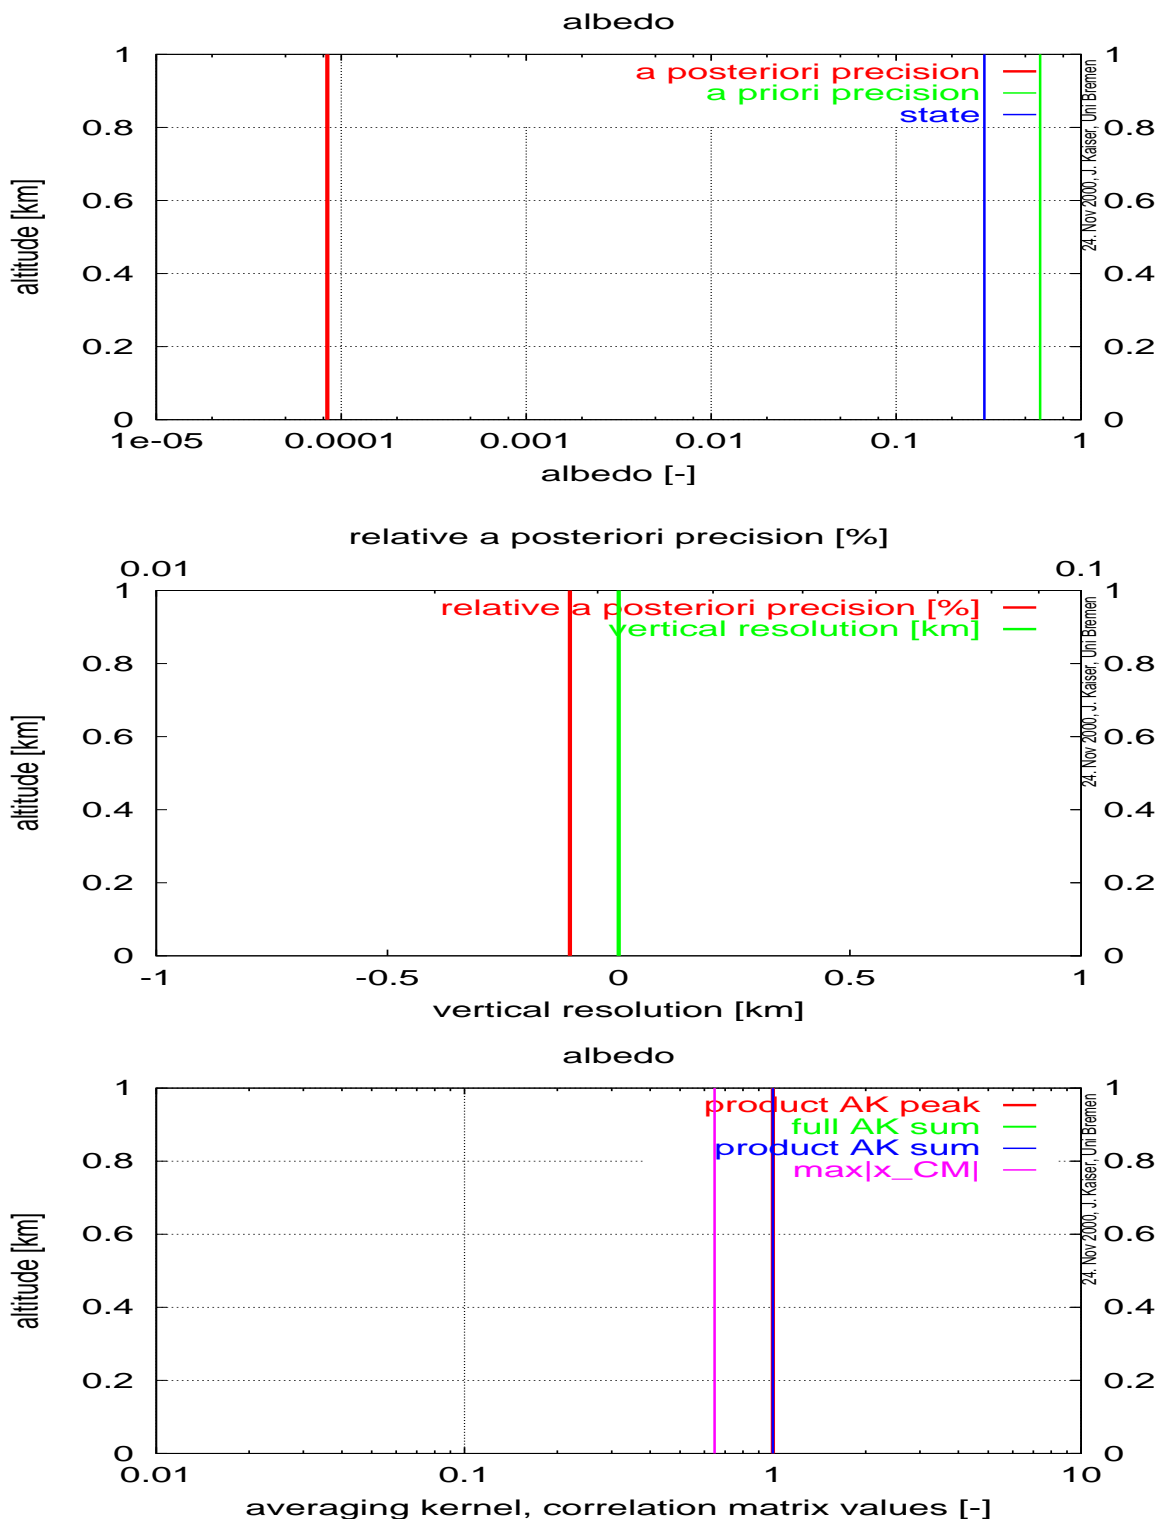 albedo
1
a posteriori precision
1
a priori precision
state
0.8
0.8
0.6
0.6
0.4
0.4
0.2
0.2
0
0
altitude [km]
24. Nov 2000, J. Kaiser, Uni Bremen
1e-05
0.0001
0.001
0.01
0.1
1
albedo [-]
relative a posteriori precision [%]
0.01
0.1
1
1
relative a posteriori precision [%]
vertical resolution [km]
0.8
0.8
0.6
0.6
0.4
0.4
0.2
0.2
0
0
altitude [km]
24. Nov 2000, J. Kaiser, Uni Bremen
-1
-0.5
0
0.5
1
vertical resolution [km]
albedo
1
1
product AK peak
full AK sum
product AK sum
max|x_CM|
0.8
0.8
0.6
0.6
0.4
0.4
0.2
0.2
0
0
altitude [km]
24. Nov 2000, J. Kaiser, Uni Bremen
0.01
0.1
1
10
averaging kernel, correlation matrix values [-]